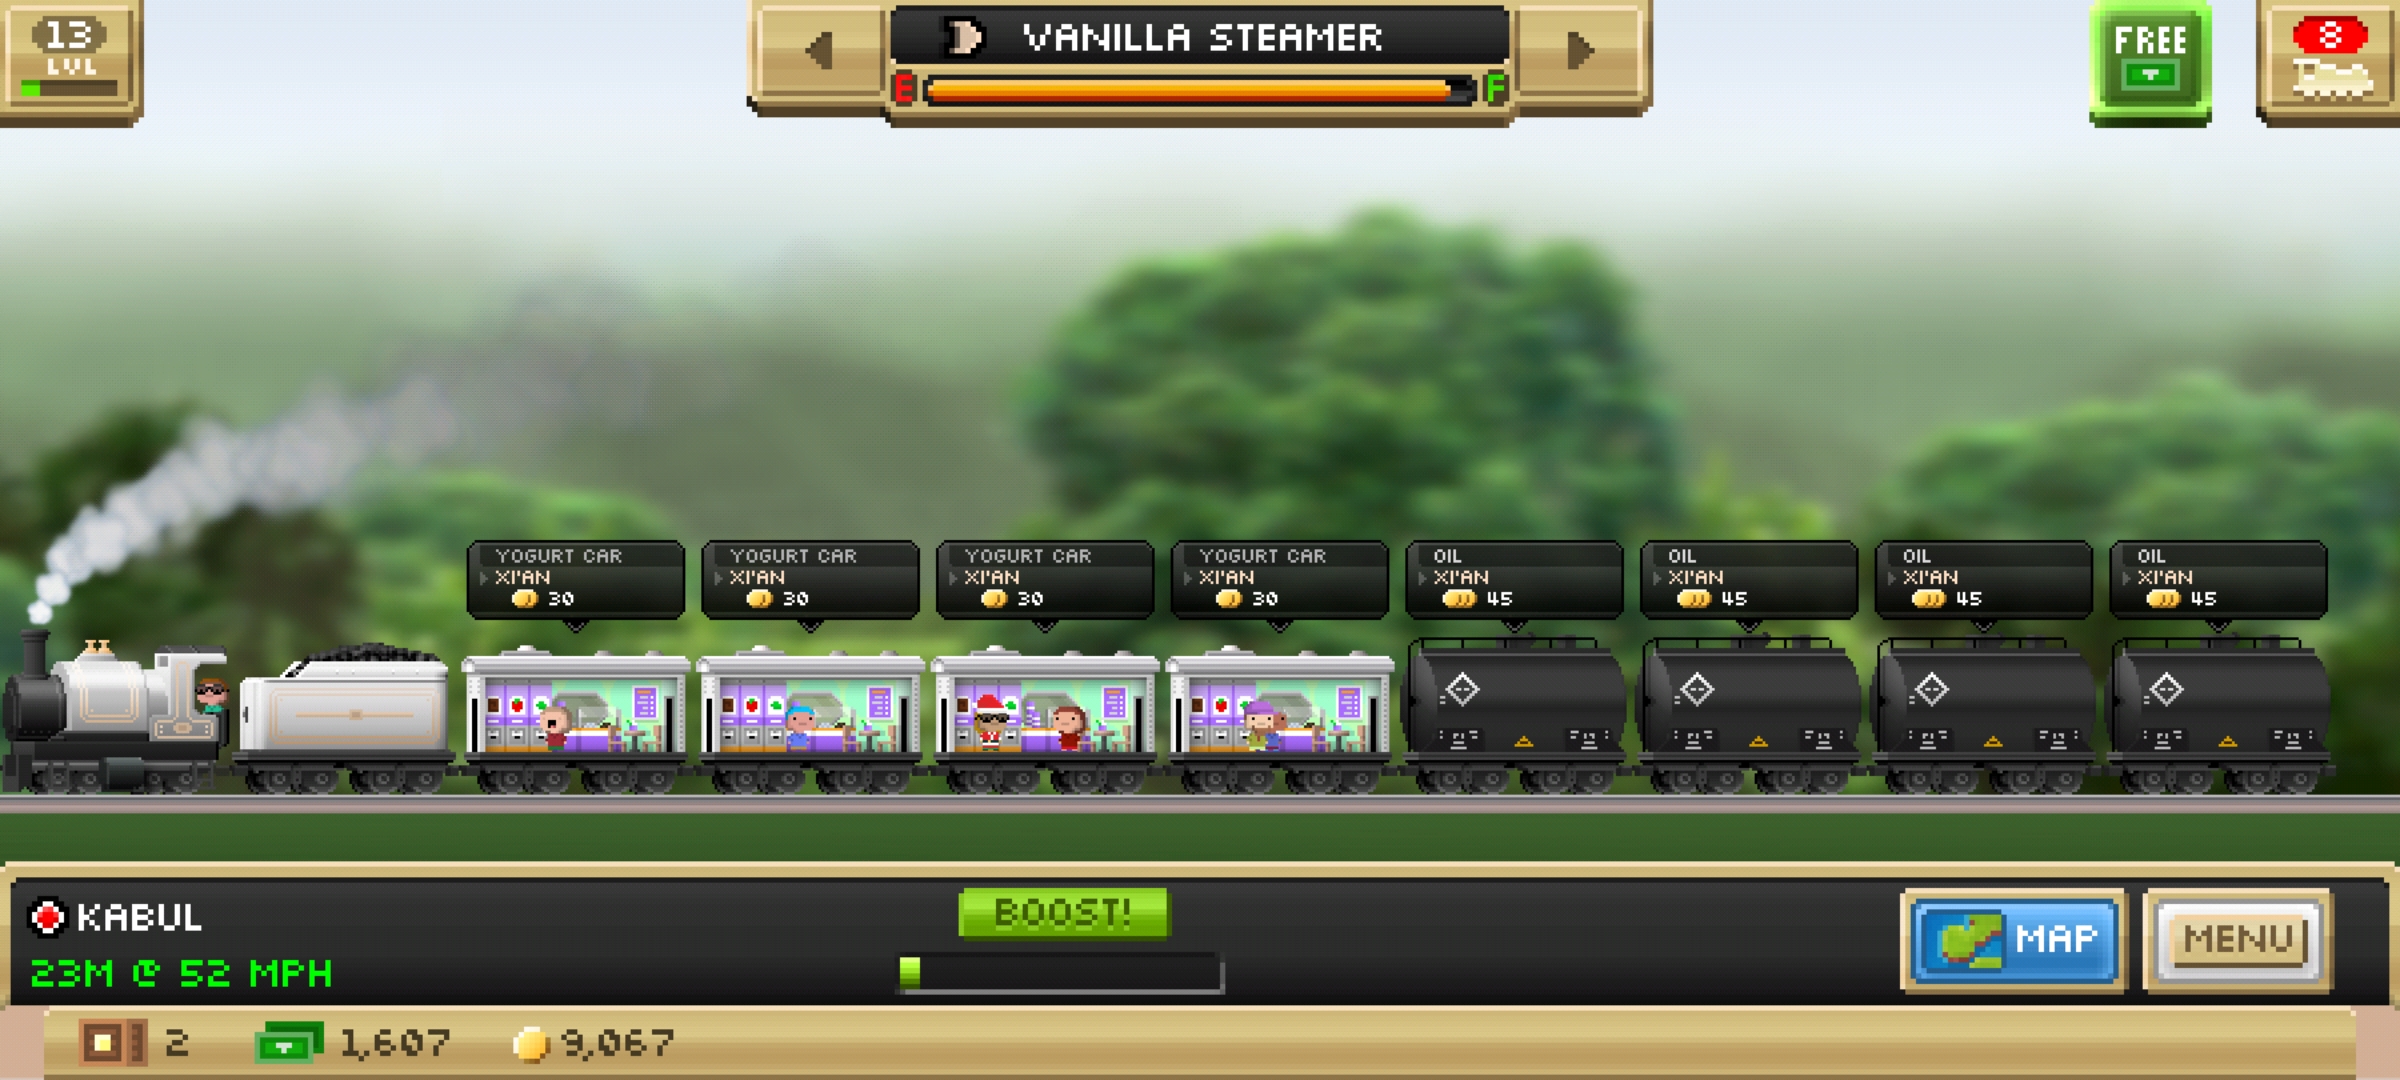 13
LVL
VANILLA STEAMER
E
F
FREE
8
YOGURT CAR
XI'AN
30
YOGURT CAR
XI'AN
30
YOGURT CAR
XI'AN
30
YOGURT CAR
XI'AN
30
OIL
XI'AN
45
OIL
XI'AN
45
OIL
XI'AN
45
OIL
XI'AN
45
KABUL
23M @ 52 MPH
BOOST!
MAP
MENU
2
1,607
9,067